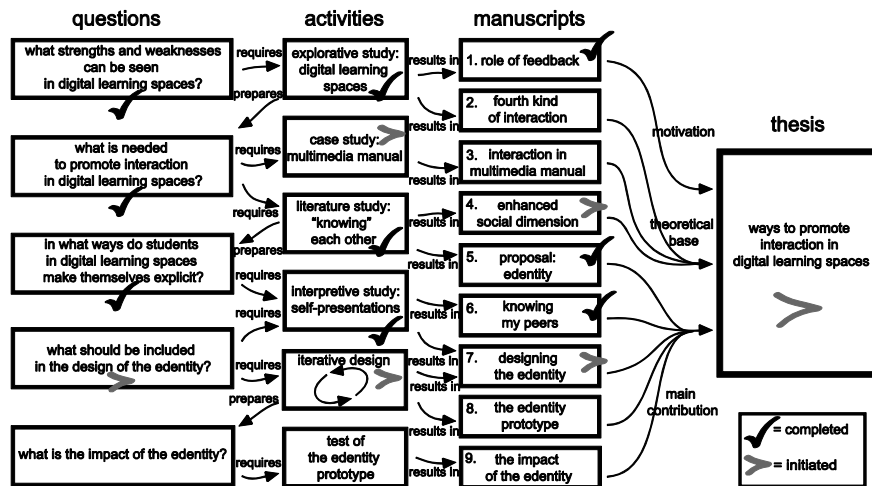 questions
activities
manuscripts
thesis
what strengths and weaknesses
can be seen
in digital learning spaces?
requires
explorative study:
digital learning
spaces
results in
1. role of feedback
prepares
results in
2. fourth kind
of interaction
motivation
what is needed
to promote interaction
in digital learning spaces?
requires
case study:
multimedia manual
results in
3. interaction in
multimedia manual
requires
literature study:
"knowing"
each other
results in
4. enhanced
social dimension
theoretical
base
prepares
results in
5. proposal:
edentity
ways to promote
interaction in
digital learning spaces
In what ways do students
in digital learning spaces
make themselves explicit?
requires
interpretive study:
self-presentations
results in
6. knowing
my peers
requires
what should be included
in the design of the edentity?
requires
iterative design
results in
results in
7. designing
the edentity
prepares
results in
8. the edentity
prototype
main
contribution
what is the impact of the edentity?
requires
test of
the edentity
prototype
results in
9. the impact
of the edentity
= completed
= initiated